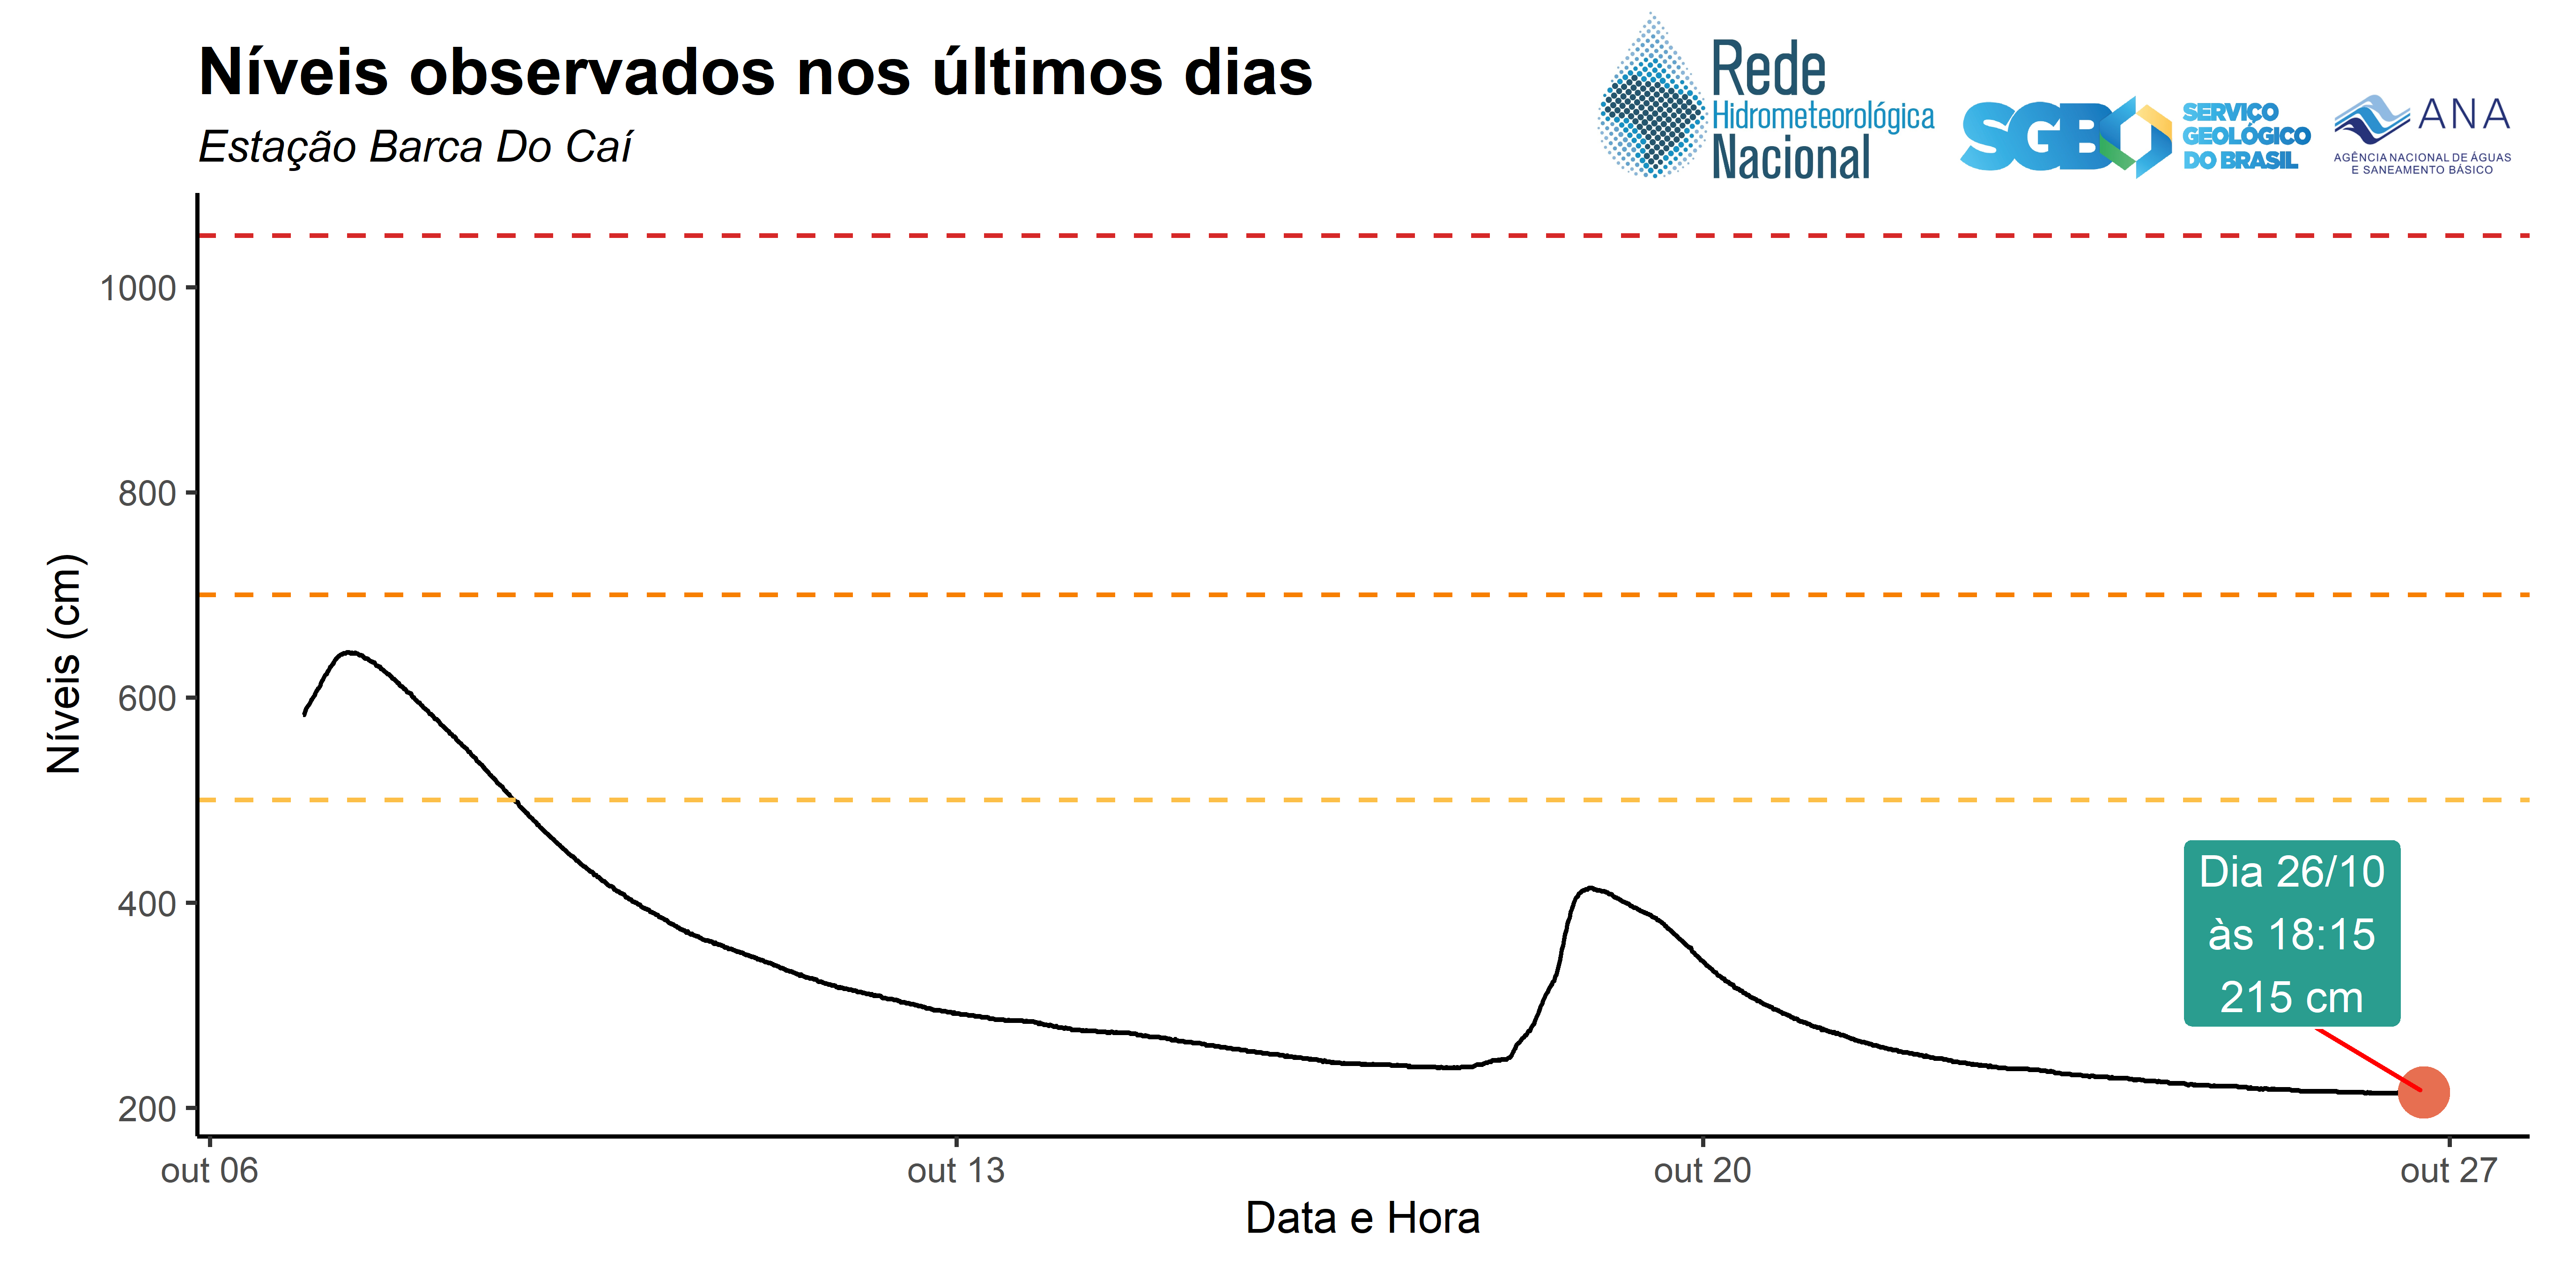 Níveis observados nos últimos dias
Estação Barca Do Caí
Rede
Hidrometeorológica
Nacional
SGB
SERVIÇO
GEOLÓGICO
DO BRASIL
ANA
AGÊNCIA NACIONAL DE ÁGUAS
E SANEAMENTO BÁSICO
Níveis (cm)
1000
800
600
400
200
Dia 26/10
às 18:15
215 cm
out 06
out 13
out 20
out 27
Data e Hora